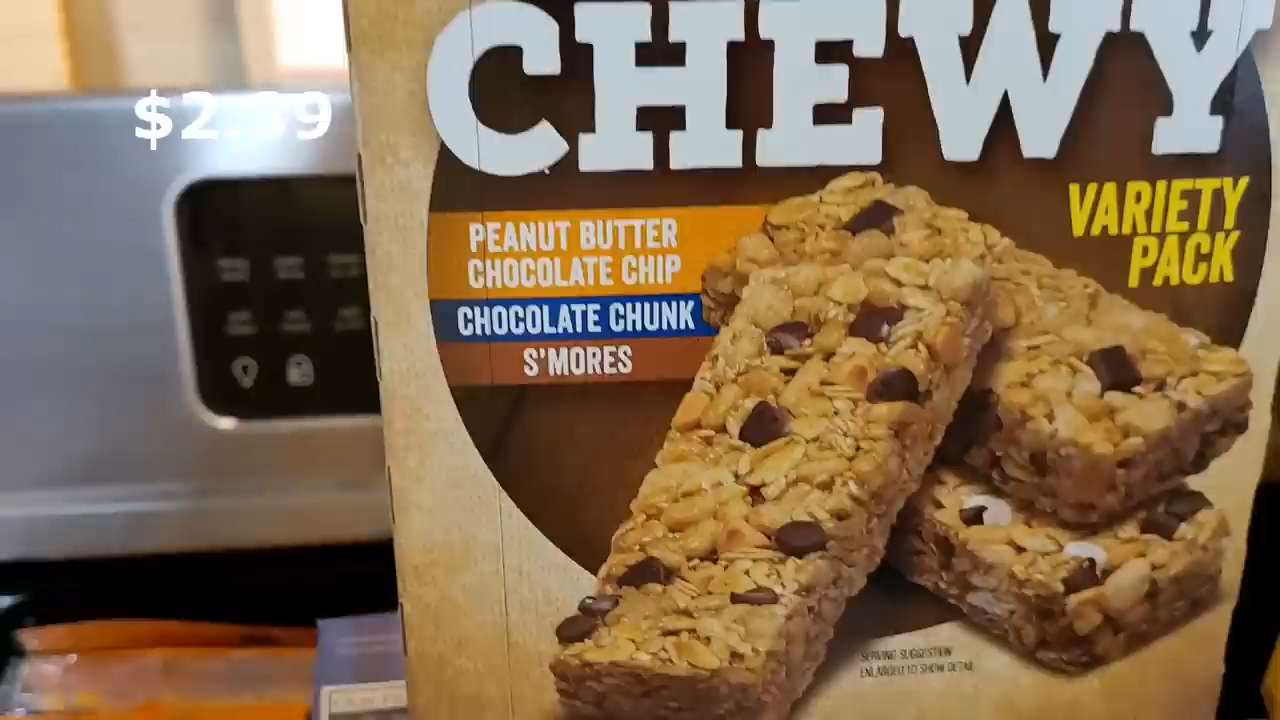 CHEWY
VARIETY
PACK
PEANUT BUTTER
CHOCOLATE CHIP
CHOCOLATE CHUNK
S'MORES
SERVING SUGGESTION
ENLARGED TO SHOW DETAIL